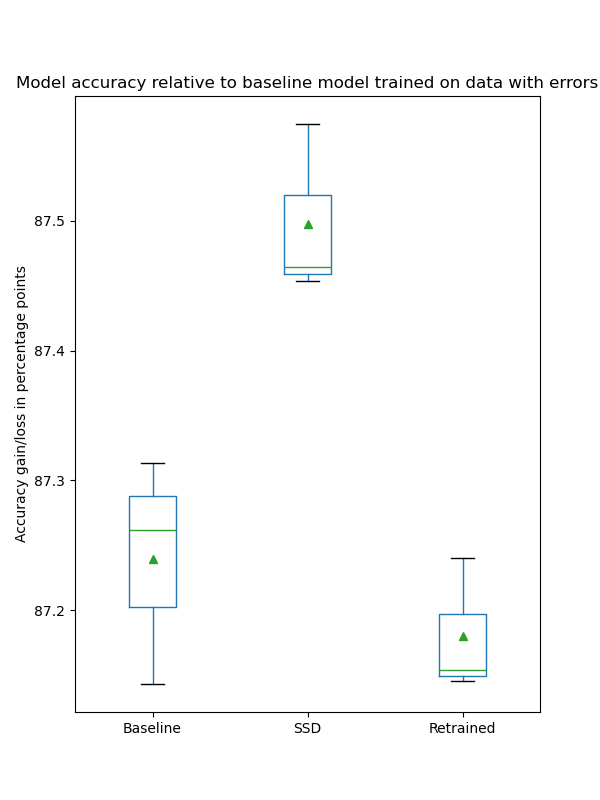 Model accuracy relative to baseline model trained on data with errors
Accuracy gain/loss in percentage points
87.5
87.4
87.3
87.2
Baseline
SSD
Retrained